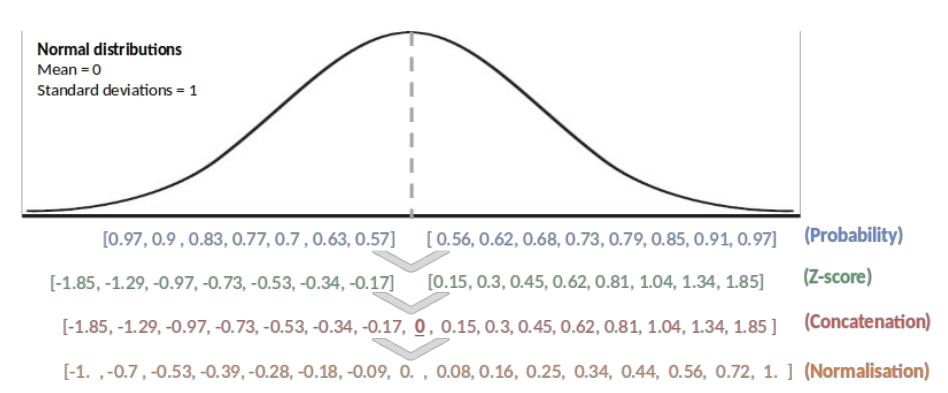 Normal distributions
Mean = 0
Standard deviations = 1
[0.97, 0.9 , 0.83, 0.77, 0.7 , 0.63, 0.57] [ 0.56, 0.62, 0.68, 0.73, 0.79, 0.85, 0.91, 0.97] (Probability)
[-1.85, -1.29, -0.97, -0.73, -0.53, -0.34, -0.17] [0.15, 0.3, 0.45, 0.62, 0.81, 1.04, 1.34, 1.85] (Z-score)
[-1.85, -1.29, -0.97, -0.73, -0.53, -0.34, -0.17, 0 , 0.15, 0.3, 0.45, 0.62, 0.81, 1.04, 1.34, 1.85 ] (Concatenation)
[-1. , -0.7 , -0.53, -0.39, -0.28, -0.18, -0.09, 0. , 0.08, 0.16, 0.25, 0.34, 0.44, 0.56, 0.72, 1. ] (Normalisation)